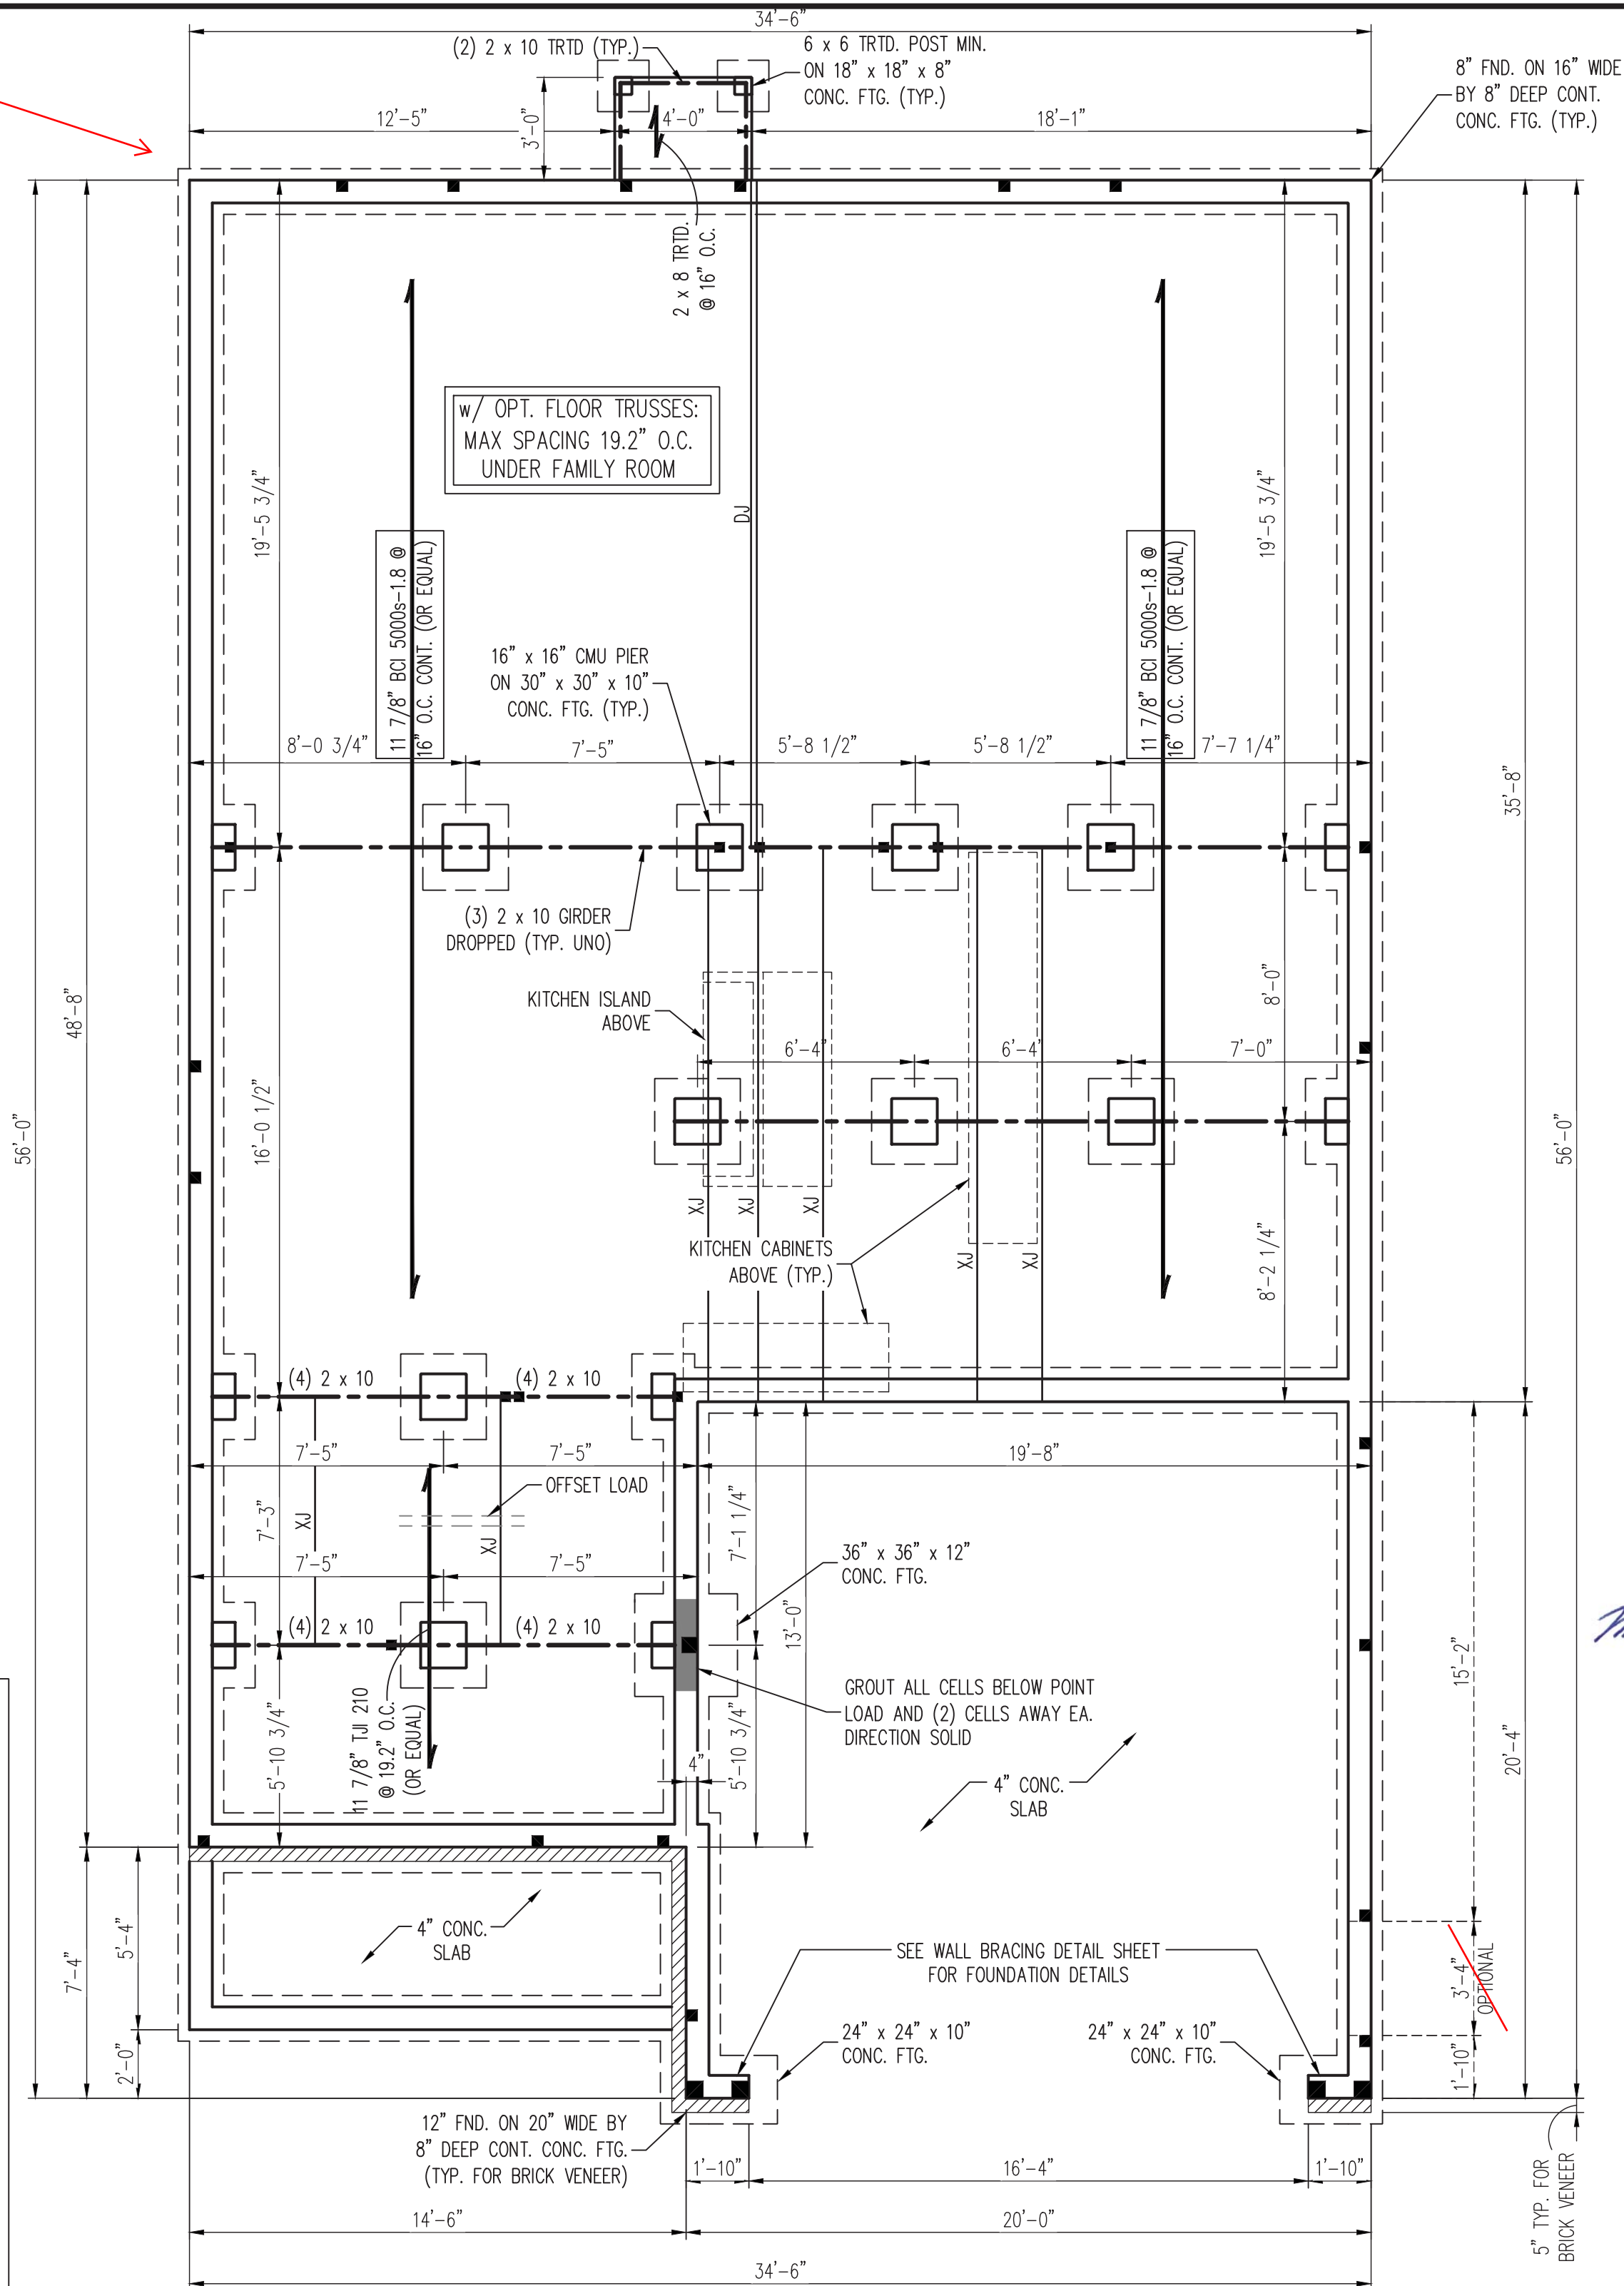 34'-6"
(2) 2 x 10 TRTD (TYP.)
6 x 6 TRTD. POST MIN.
ON 18" x 18" x 8"
CONC. FTG. (TYP.)
8" FND. ON 16" WIDE
BY 8" DEEP CONT.
CONC. FTG. (TYP.)
12'-5"
3'-0"
4'-0"
18'-1"
2 x 8 TRTD.
@ 16" O.C.
w/ OPT. FLOOR TRUSSES:
MAX SPACING 19.2" O.C.
UNDER FAMILY ROOM
19'-5 3/4"
DJ
19'-5 3/4"
11 7/8" BCI 5000s-1.8 @
16" O.C. CONT. (OR EQUAL)
11 7/8" BCI 5000s-1.8 @
16" O.C. CONT. (OR EQUAL)
16" x 16" CMU PIER
ON 30" x 30" x 10"
CONC. FTG. (TYP.)
8'-0 3/4"
7'-5"
5'-8 1/2"
5'-8 1/2"
7'-7 1/4"
35'-8"
(3) 2 x 10 GIRDER
DROPPED (TYP. UNO)
48'-8"
KITCHEN ISLAND
ABOVE
8'-0"
6'-4"
6'-4"
7'-0"
56'-0"
16'-0 1/2"
56'-0"
XJ
XJ
XJ
KITCHEN CABINETS
ABOVE (TYP.)
XJ
XJ
8'-2 1/4"
(4) 2 x 10
(4) 2 x 10
7'-5"
7'-5"
19'-8"
OFFSET LOAD
7'-3"
XJ
XJ
7'-1 1/4"
7'-5"
7'-5"
36" x 36" x 12"
CONC. FTG.
13'-0"
(4) 2 x 10
(4) 2 x 10
15'-2"
GROUT ALL CELLS BELOW POINT
LOAD AND (2) CELLS AWAY EA.
DIRECTION SOLID
5'-10 3/4"
11 7/8" TJI 210
@ 19.2" O.C.
(OR EQUAL)
4"
5'-10 3/4"
20'-4"
4" CONC.
SLAB
4" CONC.
SLAB
5'-4"
7'-4"
SEE WALL BRACING DETAIL SHEET
FOR FOUNDATION DETAILS
3'-4"
OPTIONAL
24" x 24" x 10"
CONC. FTG.
24" x 24" x 10"
CONC. FTG.
2'-0"
1'-10"
12" FND. ON 20" WIDE BY
8" DEEP CONT. CONC. FTG.
(TYP. FOR BRICK VENEER)
1'-10"
16'-4"
1'-10"
5" TYP. FOR
BRICK VENEER
14'-6"
20'-0"
34'-6"